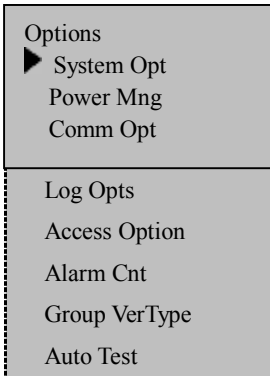 Options
System Opt
Power Mng
Comm Opt
Log Opts
Access Option
Alarm Cnt
Group VerType
Auto Test